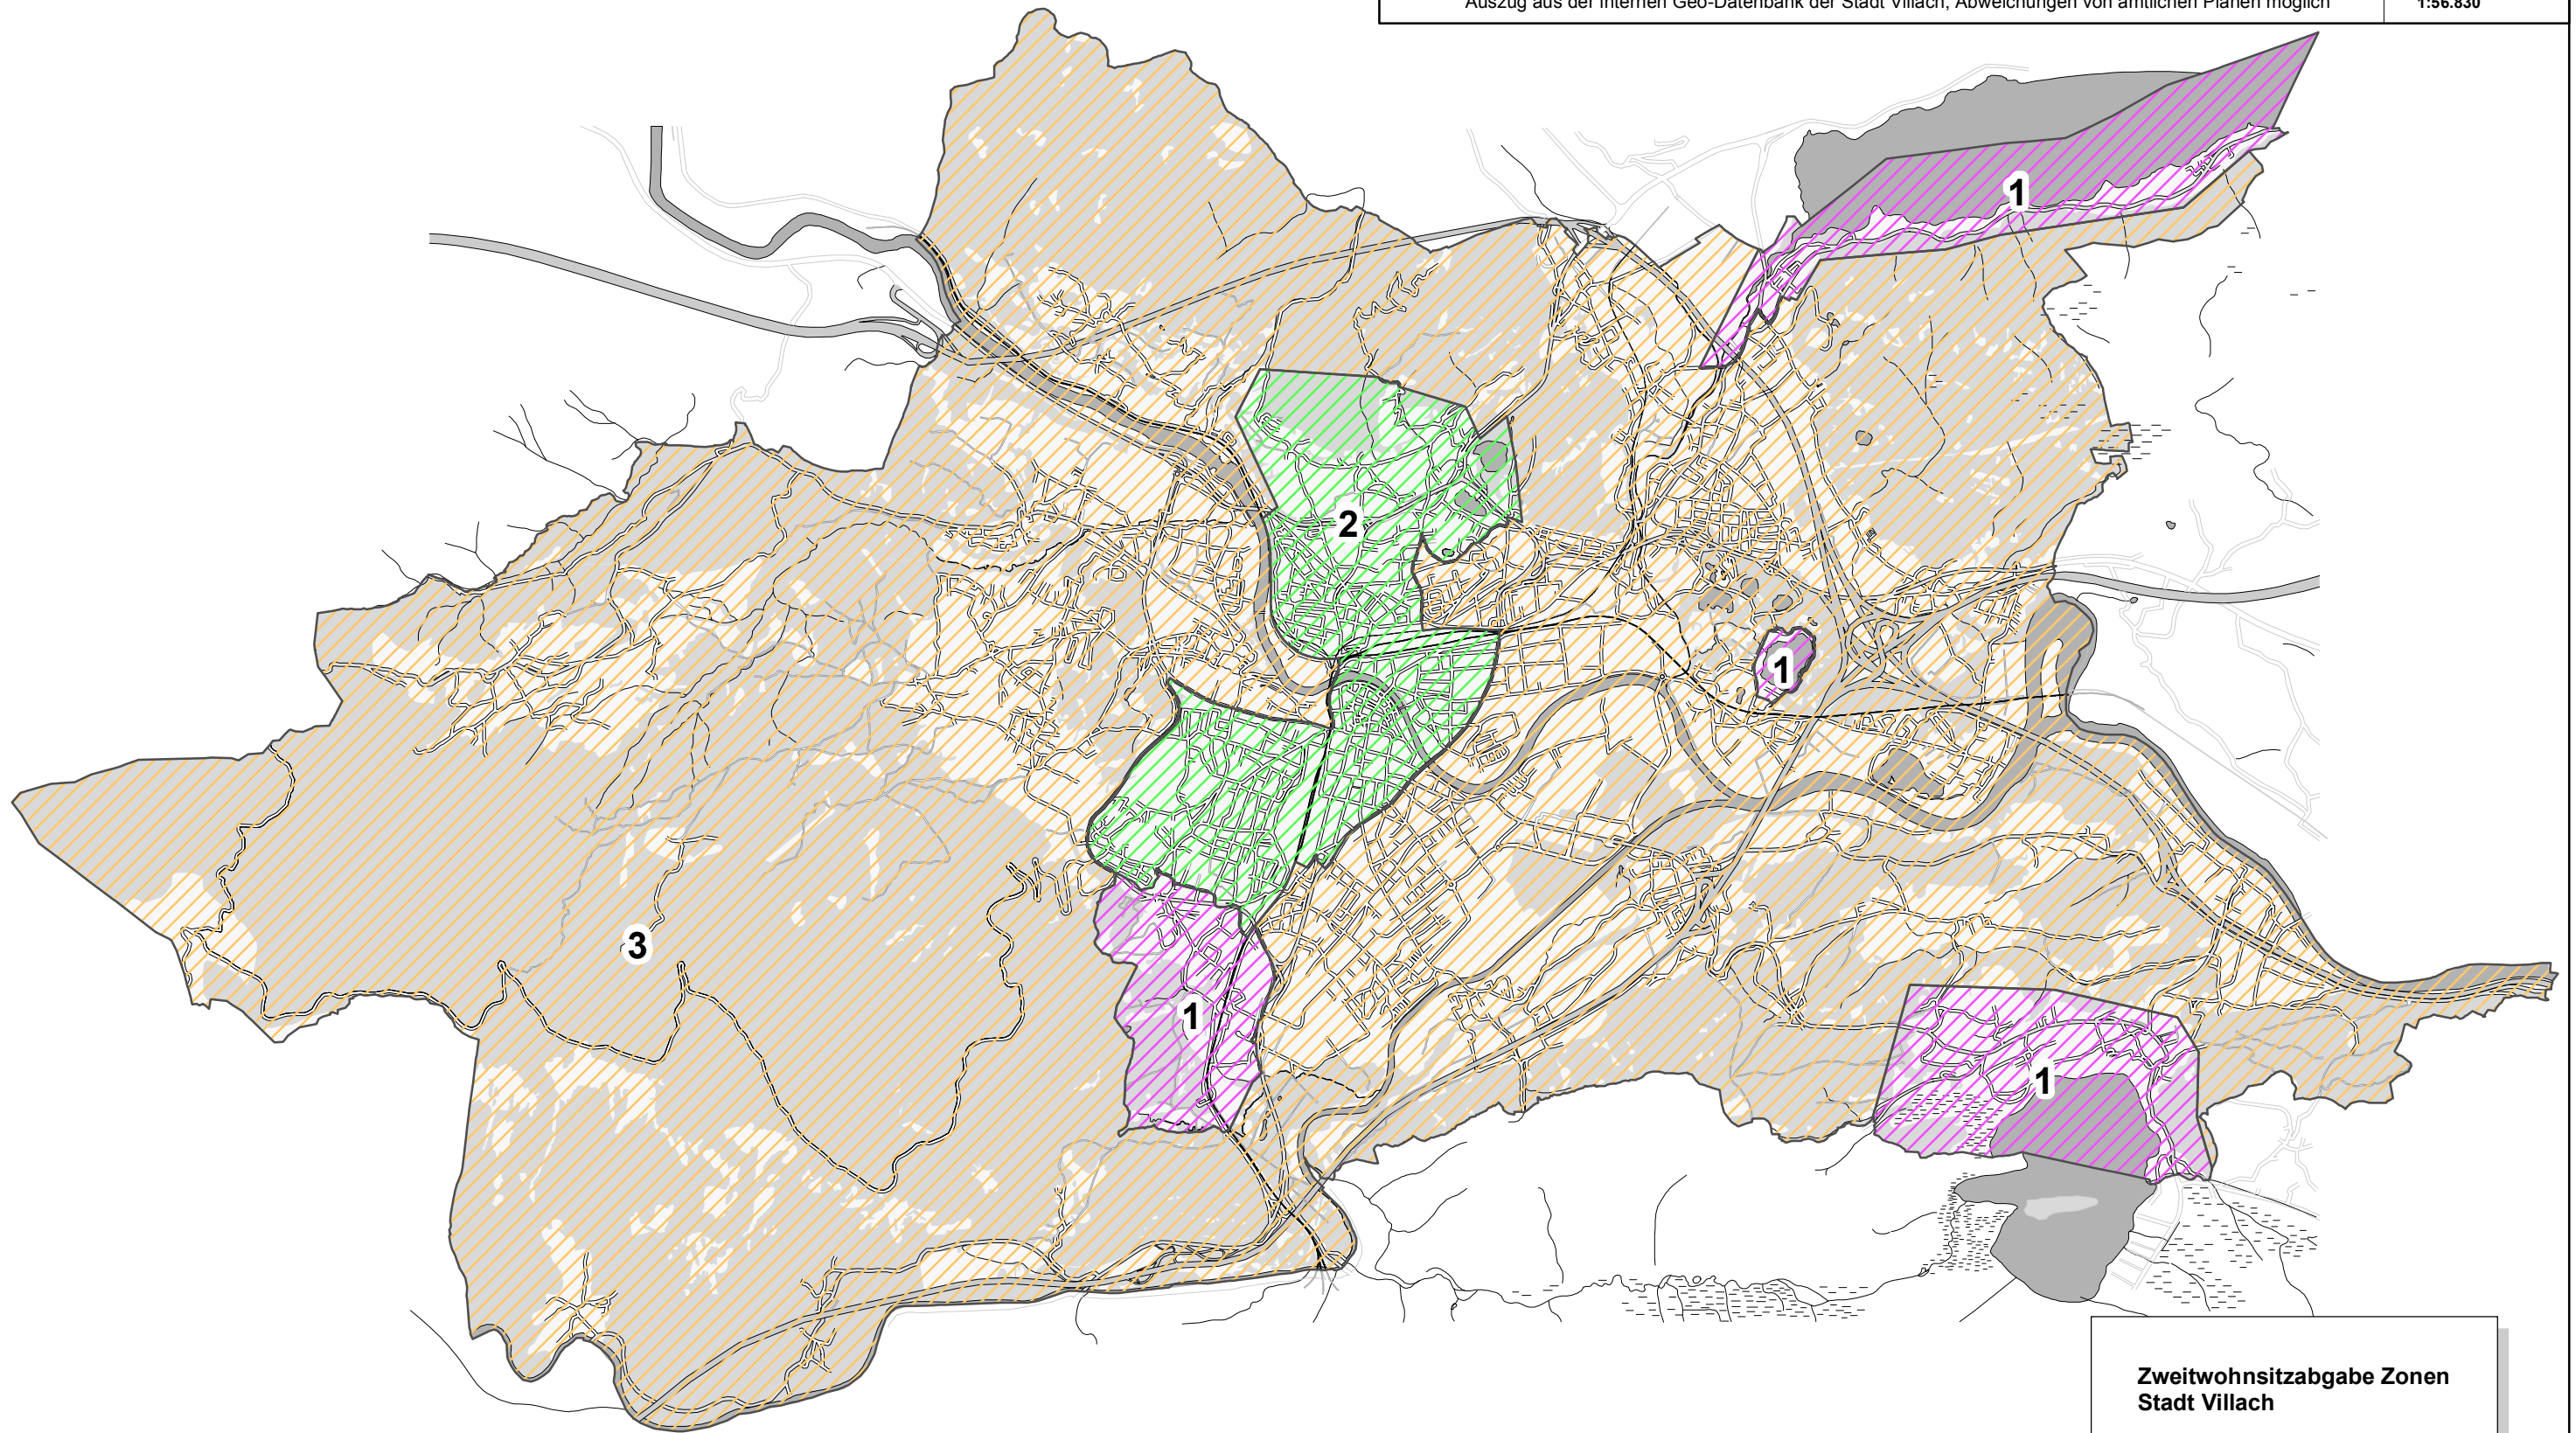 Auszug aus der Internen Geo-Datenbank der Stadt Villach, Abweichungen von amtlichen Plänen möglich
1:56.830
1
2
1
3
1
1
Zweitwohnsitzabgabe Zonen
Stadt Villach